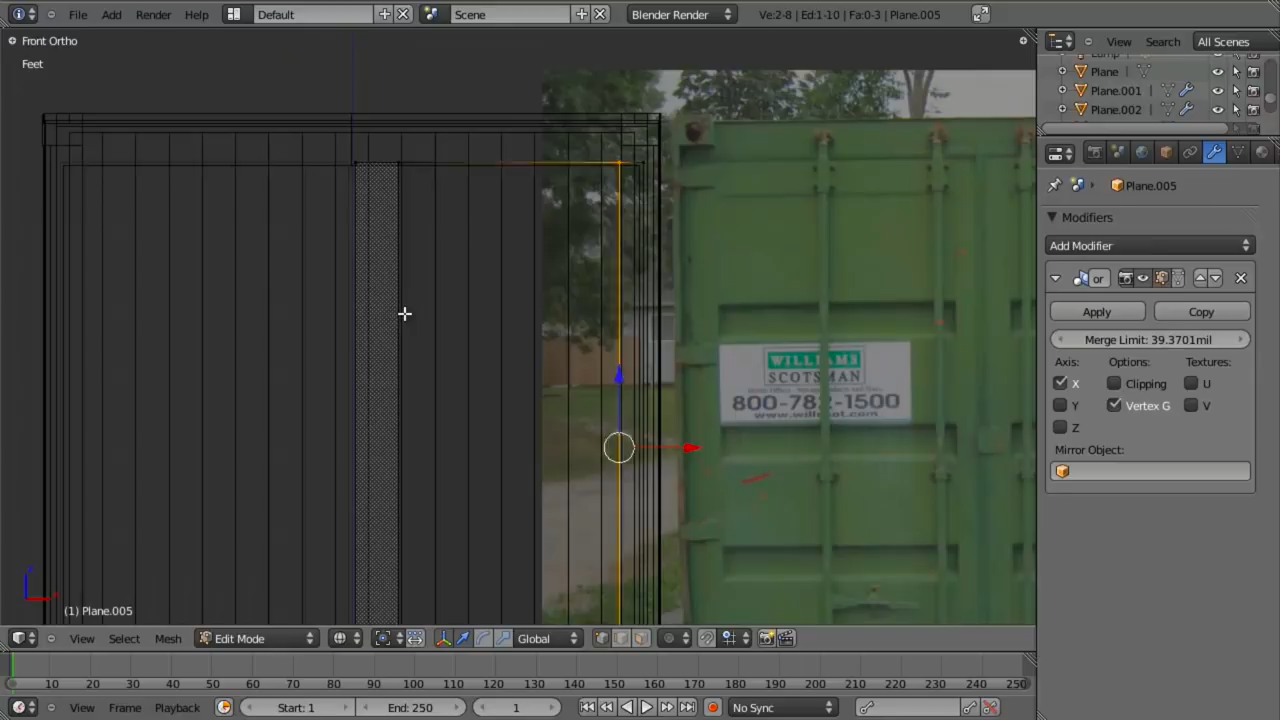 File Add Render Window Help Default Scene Blender Render Ve:2-8 | Ed:1-10 | Fa:0-3 | Plane.005
Front Ortho
Feet
View Search All Scenes
Plane
Plane.001
Plane.002
Plane.005
Modifiers
Add Modifier
or
Apply Copy
Merge Limit: 39.3701mil
Axis: Options: Textures:
X Clipping U
Y Vertex G V
Z
Mirror Object:
WILLIAMS
SCOTSMAN
800-782-1500
(1) Plane.005
View Select Mesh Edit Mode Global
10 20 30 40 50 60 70 80 90 100 110 120 130 140 150 160 170 180 190 200 210 220 230 240 250
View Frame Playback Start: 1 End: 250 1 No Sync